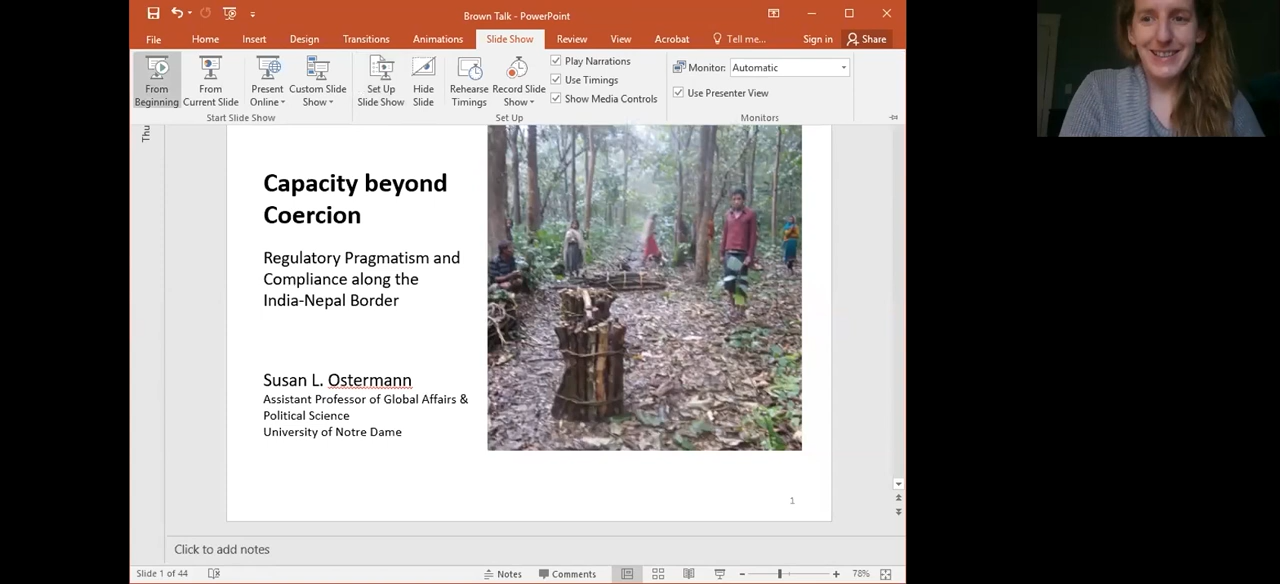 Brown Talk - PowerPoint
File Home Insert Design Transitions Animations Slide Show Review View Acrobat Tell me... Sign in Share
From Beginning
From Current Slide
Present Online
Custom Slide Show
Start Slide Show
Set Up Slide Show
Hide Slide
Rehearse Timings
Record Slide Show
Play Narrations
Use Timings
Show Media Controls
Set Up
Monitor: Automatic
Use Presenter View
Monitors
Thu
Capacity beyond
Coercion
Regulatory Pragmatism and
Compliance along the
India-Nepal Border
Susan L. Ostermann
Assistant Professor of Global Affairs &
Political Science
University of Notre Dame
1
Click to add notes
Slide 1 of 44 Notes Comments 78%